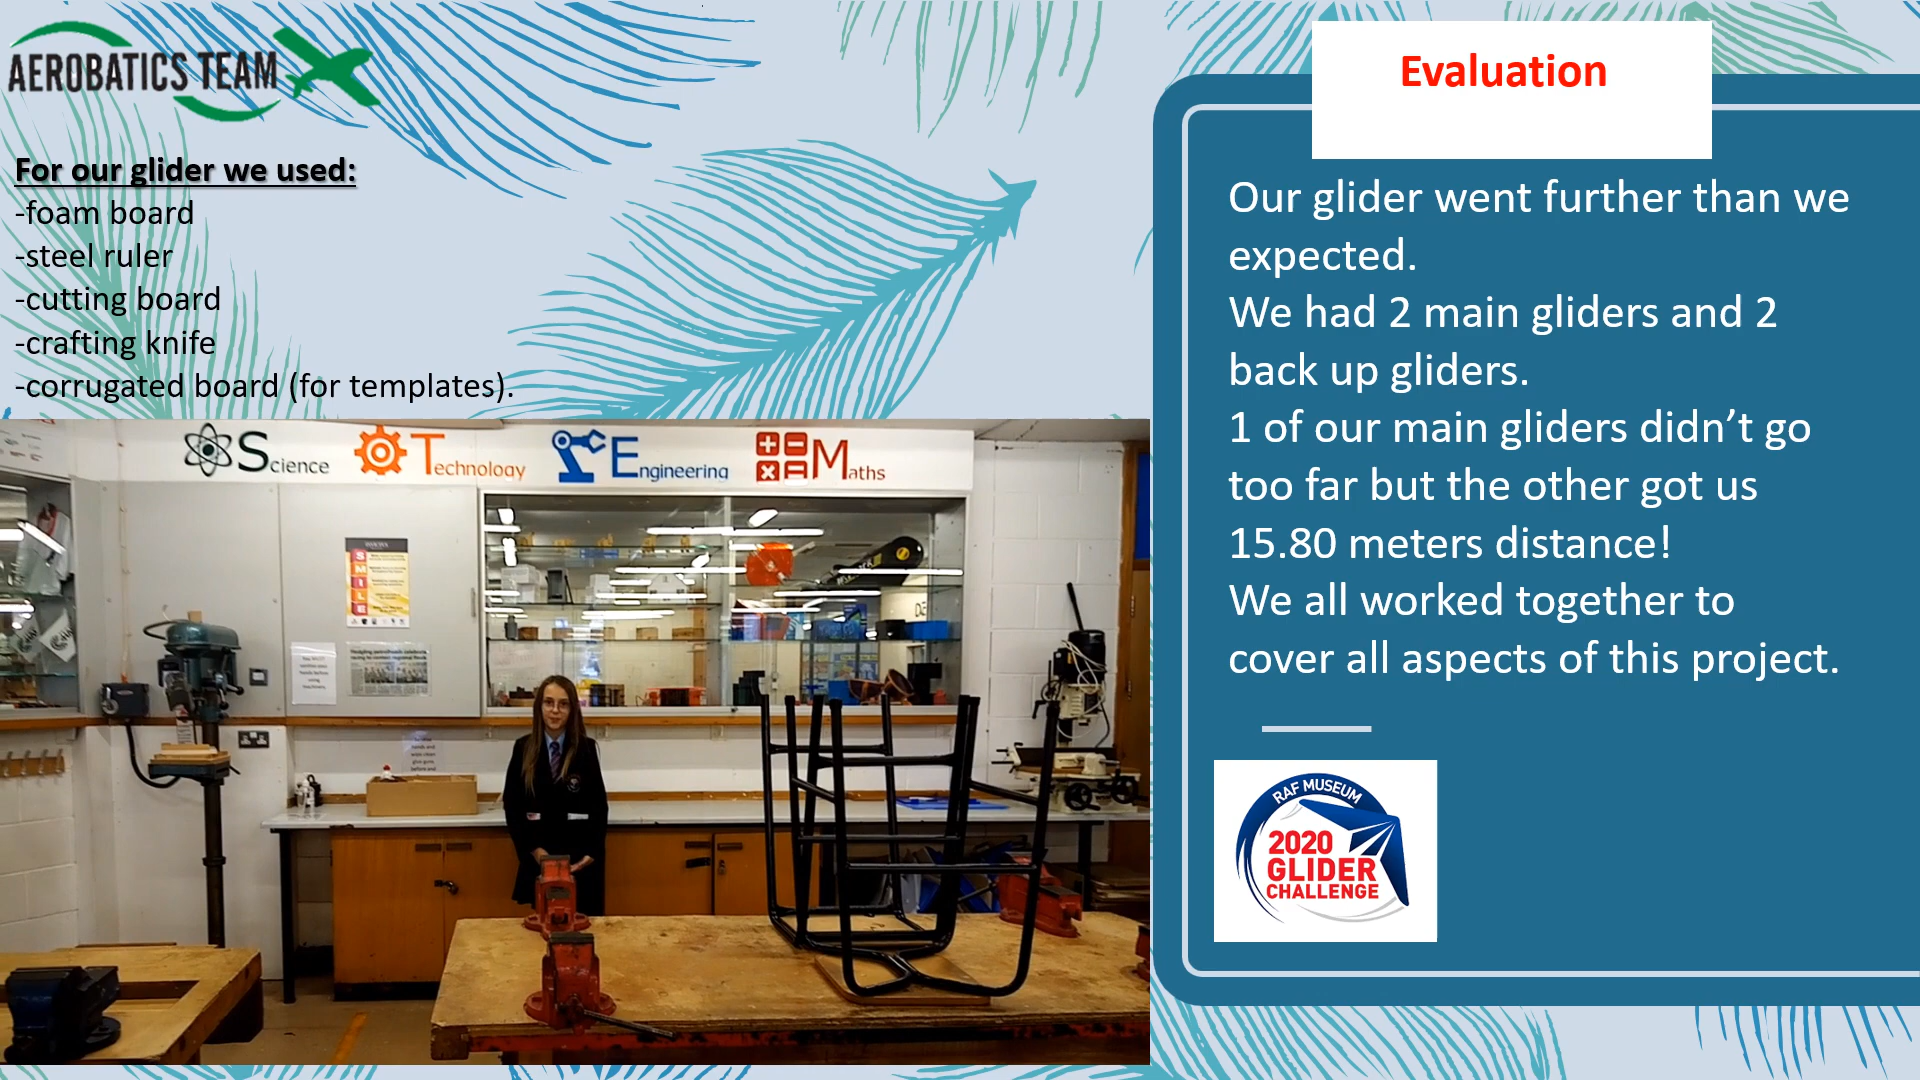 AEROBATICS TEAM
For our glider we used:
-foam board
-steel ruler
-cutting board
-crafting knife
-corrugated board (for templates).
Science Technology Engineering Maths
SMILE
Evaluation
Our glider went further than we
expected.
We had 2 main gliders and 2
back up gliders.
1 of our main gliders didn’t go
too far but the other got us
15.80 meters distance!
We all worked together to
cover all aspects of this project.
RAF MUSEUM
2020
GLIDER
CHALLENGE